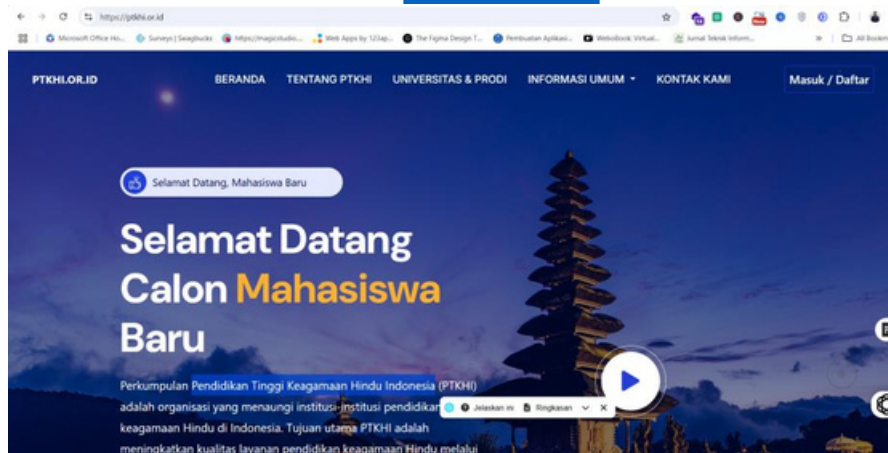 https://ptkhi.or.id
Microsoft Office Ho... Surveys | Swagbucks https://magicstudio... Web Apps by 123ap... The Figma Design T... Pembuatan Aplikasi... WebinBook: Virtual... Jurnal Teknik Inform... » All Bookm
PTKHI.OR.ID BERANDA TENTANG PTKHI UNIVERSITAS & PRODI INFORMASI UMUM KONTAK KAMI Masuk / Daftar
Selamat Datang, Mahasiswa Baru
Selamat Datang
Calon Mahasiswa
Baru
Perkumpulan Pendidikan Tinggi Keagamaan Hindu Indonesia (PTKHI)
adalah organisasi yang menaungi institusi-institusi pendidikan
Jelaskan ini Ringkasan
keagamaan Hindu di Indonesia. Tujuan utama PTKHI adalah
meningkatkan kualitas layanan pendidikan keagamaan Hindu melalui